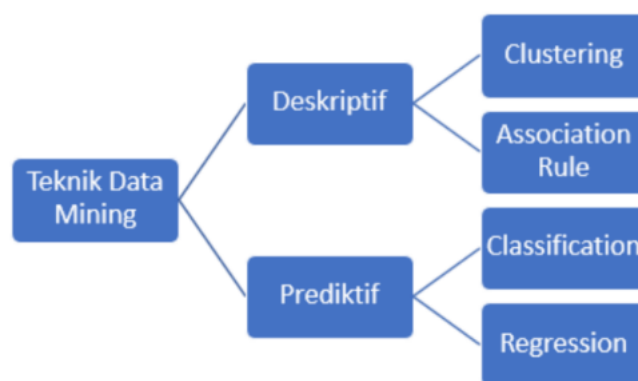 Teknik Data
Mining
Deskriptif
Clustering
Association
Rule
Prediktif
Classification
Regression